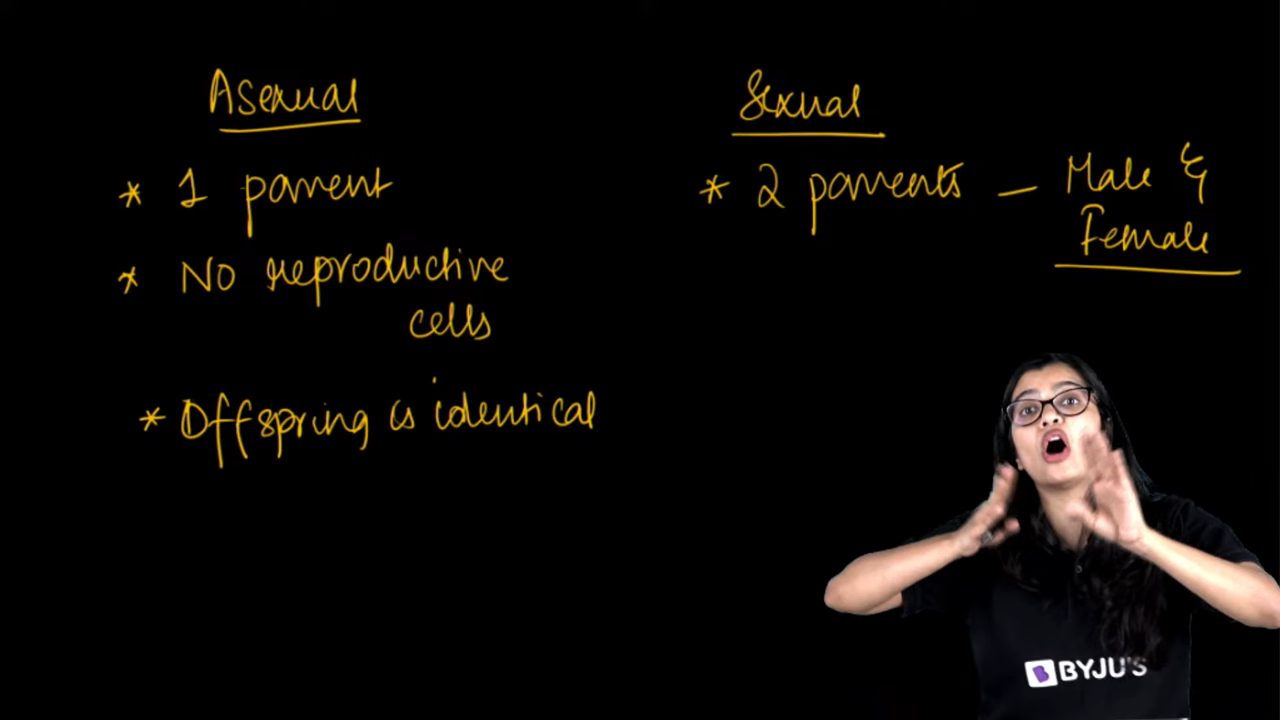 Asexual
* 1 parent
* No reproductive
cells
* Offspring is identical
Sexual
* 2 parents – Male &
Female
BYJU'S